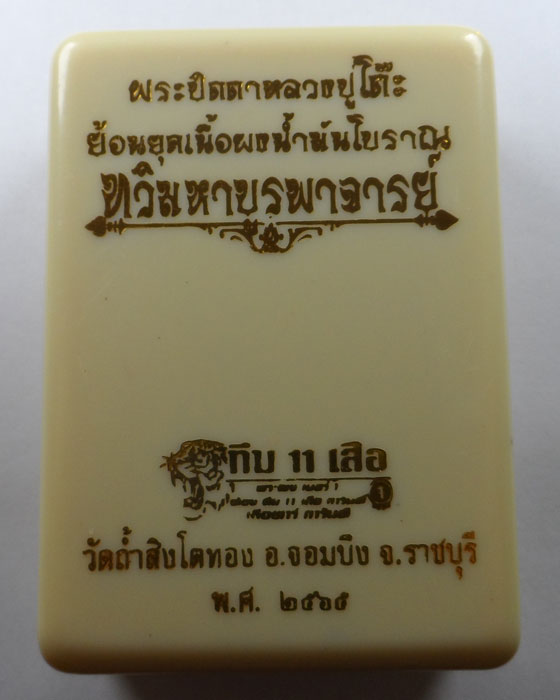 พระปิดตาหลวงปู่โต๊ะ
ย้อนยุคเนื้อผงน้ำมันโบราณ
ทวิมหาบูรพาจารย์
ทีม 11 เสือ
1
วัดถ้ำสิงโตทอง อ.จอมบึง จ.ราชบุรี
พ.ศ. ๒๕๖๕